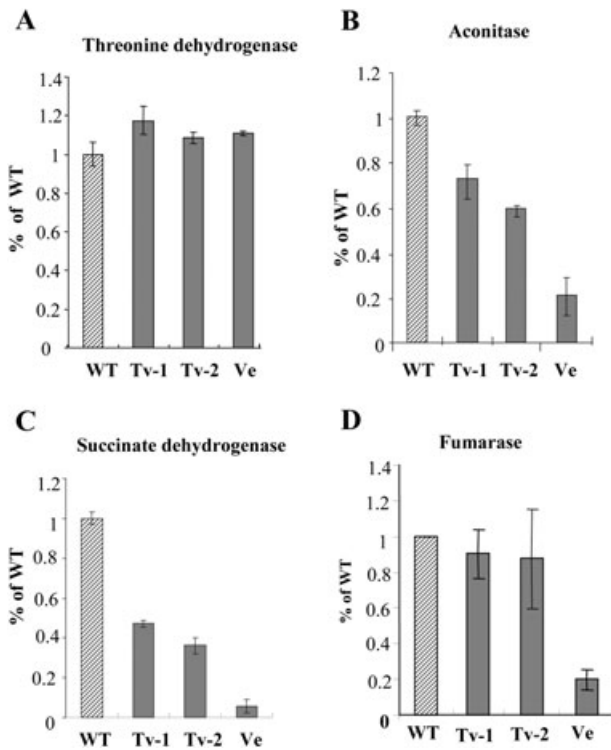 A
Threonine dehydrogenase
% of WT
1.4
1.2
1
0.8
0.6
0.4
0.2
0
WT Tv-1 Tv-2 Ve
B
Aconitase
% of WT
1.2
1
0.8
0.6
0.4
0.2
0
WT Tv-1 Tv-2 Ve
C
Succinate dehydrogenase
% of WT
1.2
1
0.8
0.6
0.4
0.2
0
WT Tv-1 Tv-2 Ve
D
Fumarase
% of WT
1.4
1.2
1
0.8
0.6
0.4
0.2
0
WT Tv-1 Tv-2 Ve